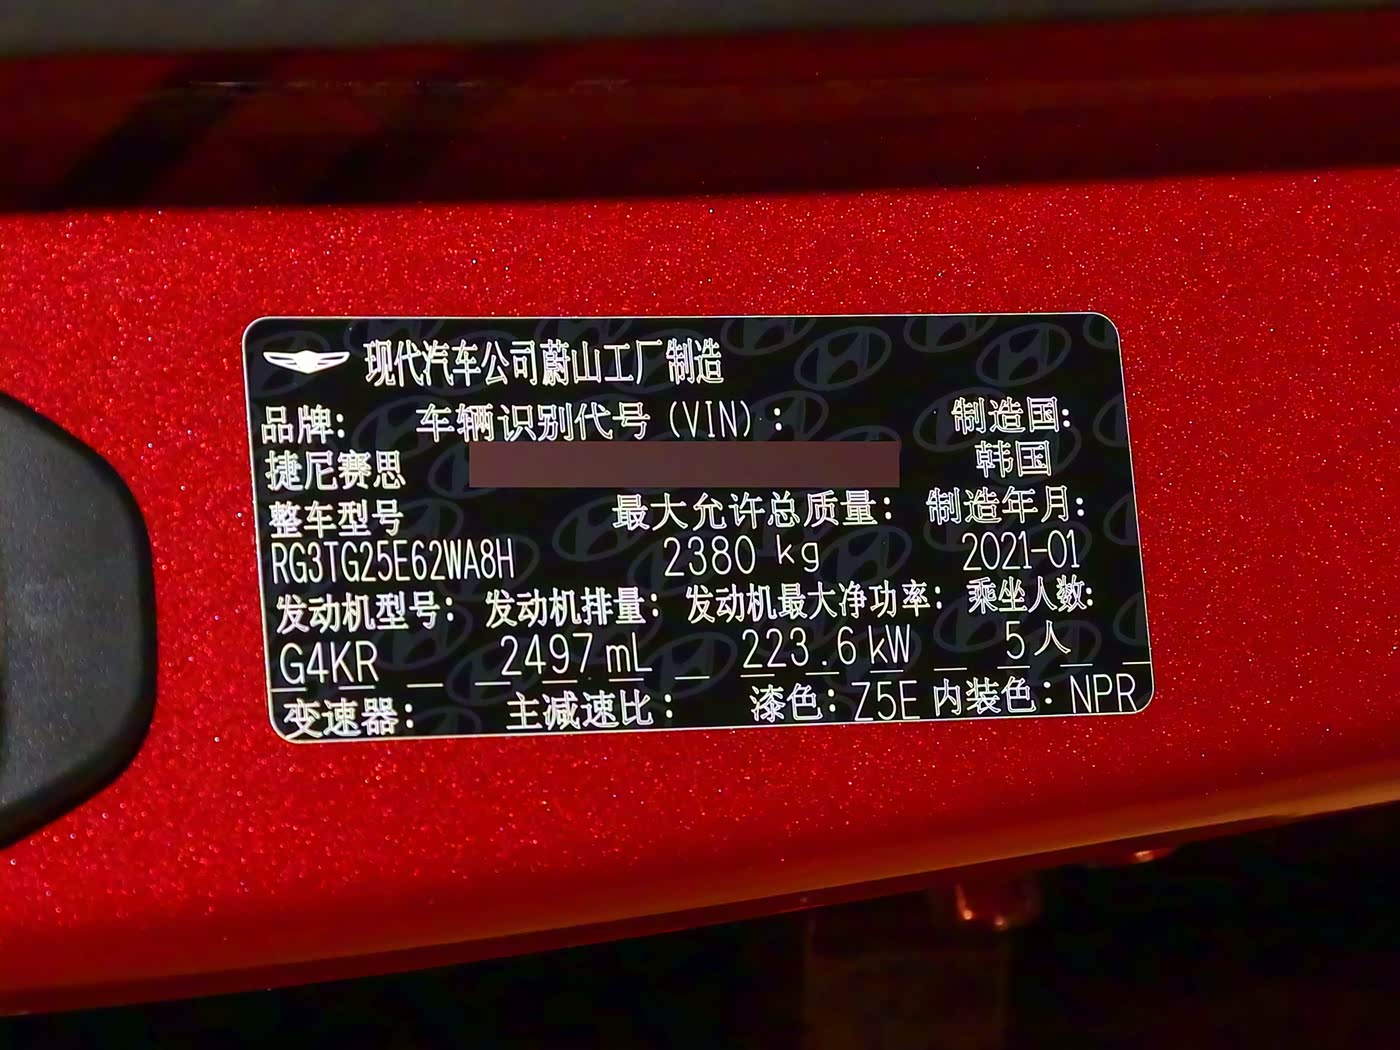 现代汽车公司蔚山工厂制造
品牌: 车辆识别代号(VIN): 制造国:
捷尼赛思 韩国
整车型号 最大允许总质量: 制造年月:
RG3TG25E62WA8H 2380 kg 2021-01
发动机型号: 发动机排量: 发动机最大净功率: 乘坐人数:
G4KR 2497 mL 223.6 kW 5人
变速器: 主减速比: 漆色: Z5E 内装色: NPR